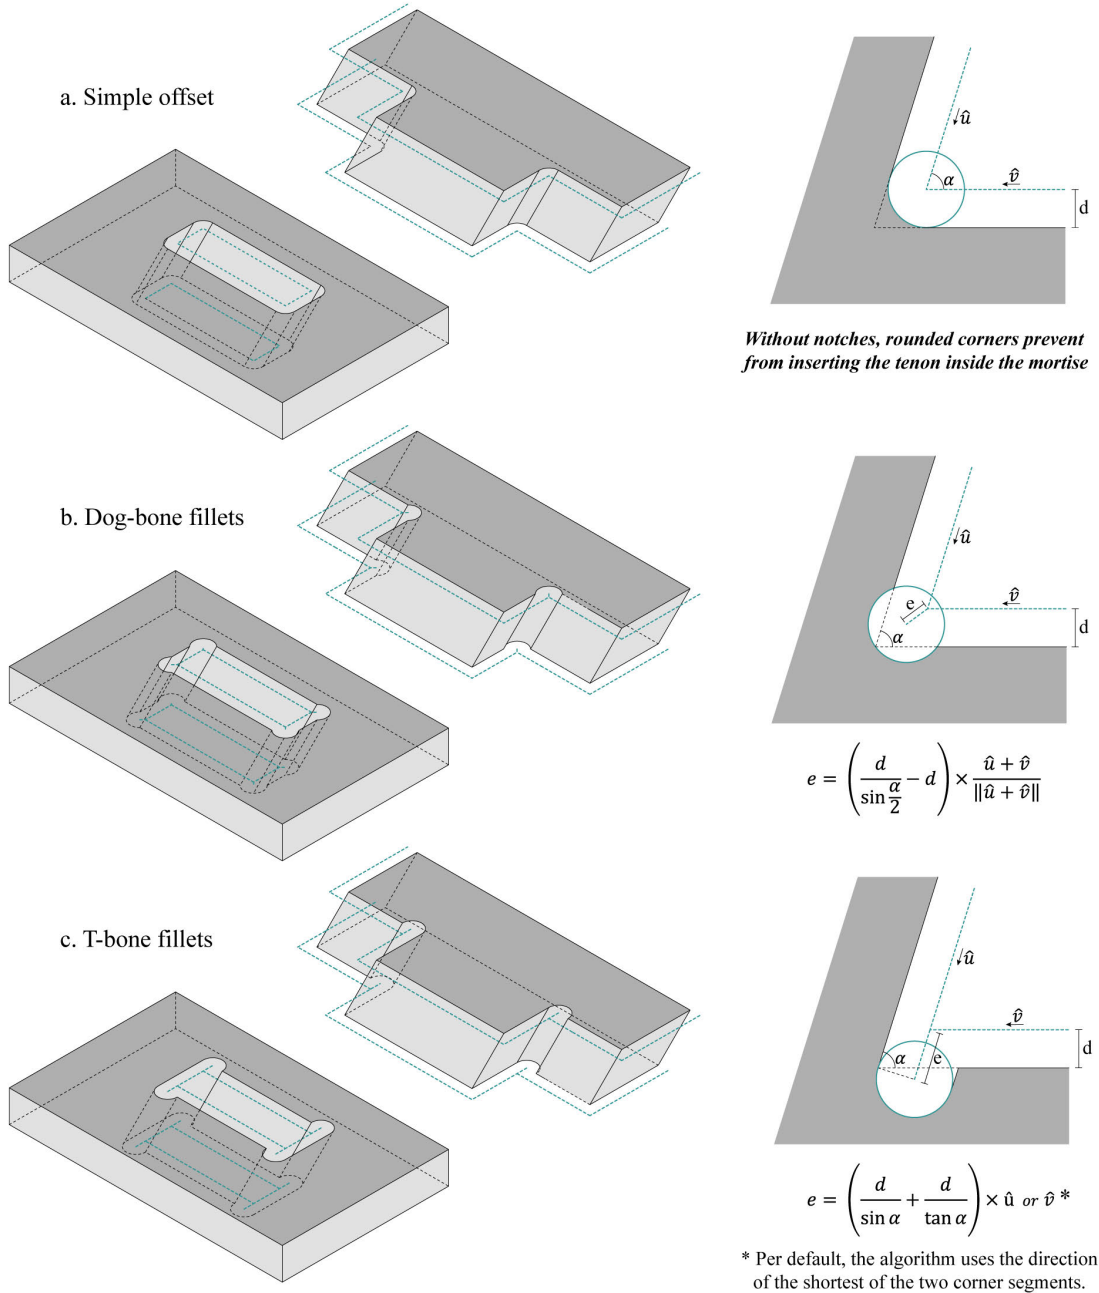 a. Simple offset
û
α
v̂
d
Without notches, rounded corners prevent
from inserting the tenon inside the mortise
b. Dog-bone fillets
û
v̂
e
α
d
e = (d / sin α/2 − d) × (û + v̂) / ‖û + v̂‖
c. T-bone fillets
û
v̂
α
e
d
e = (d / sin α + d / tan α) × û or v̂ *
* Per default, the algorithm uses the direction
of the shortest of the two corner segments.